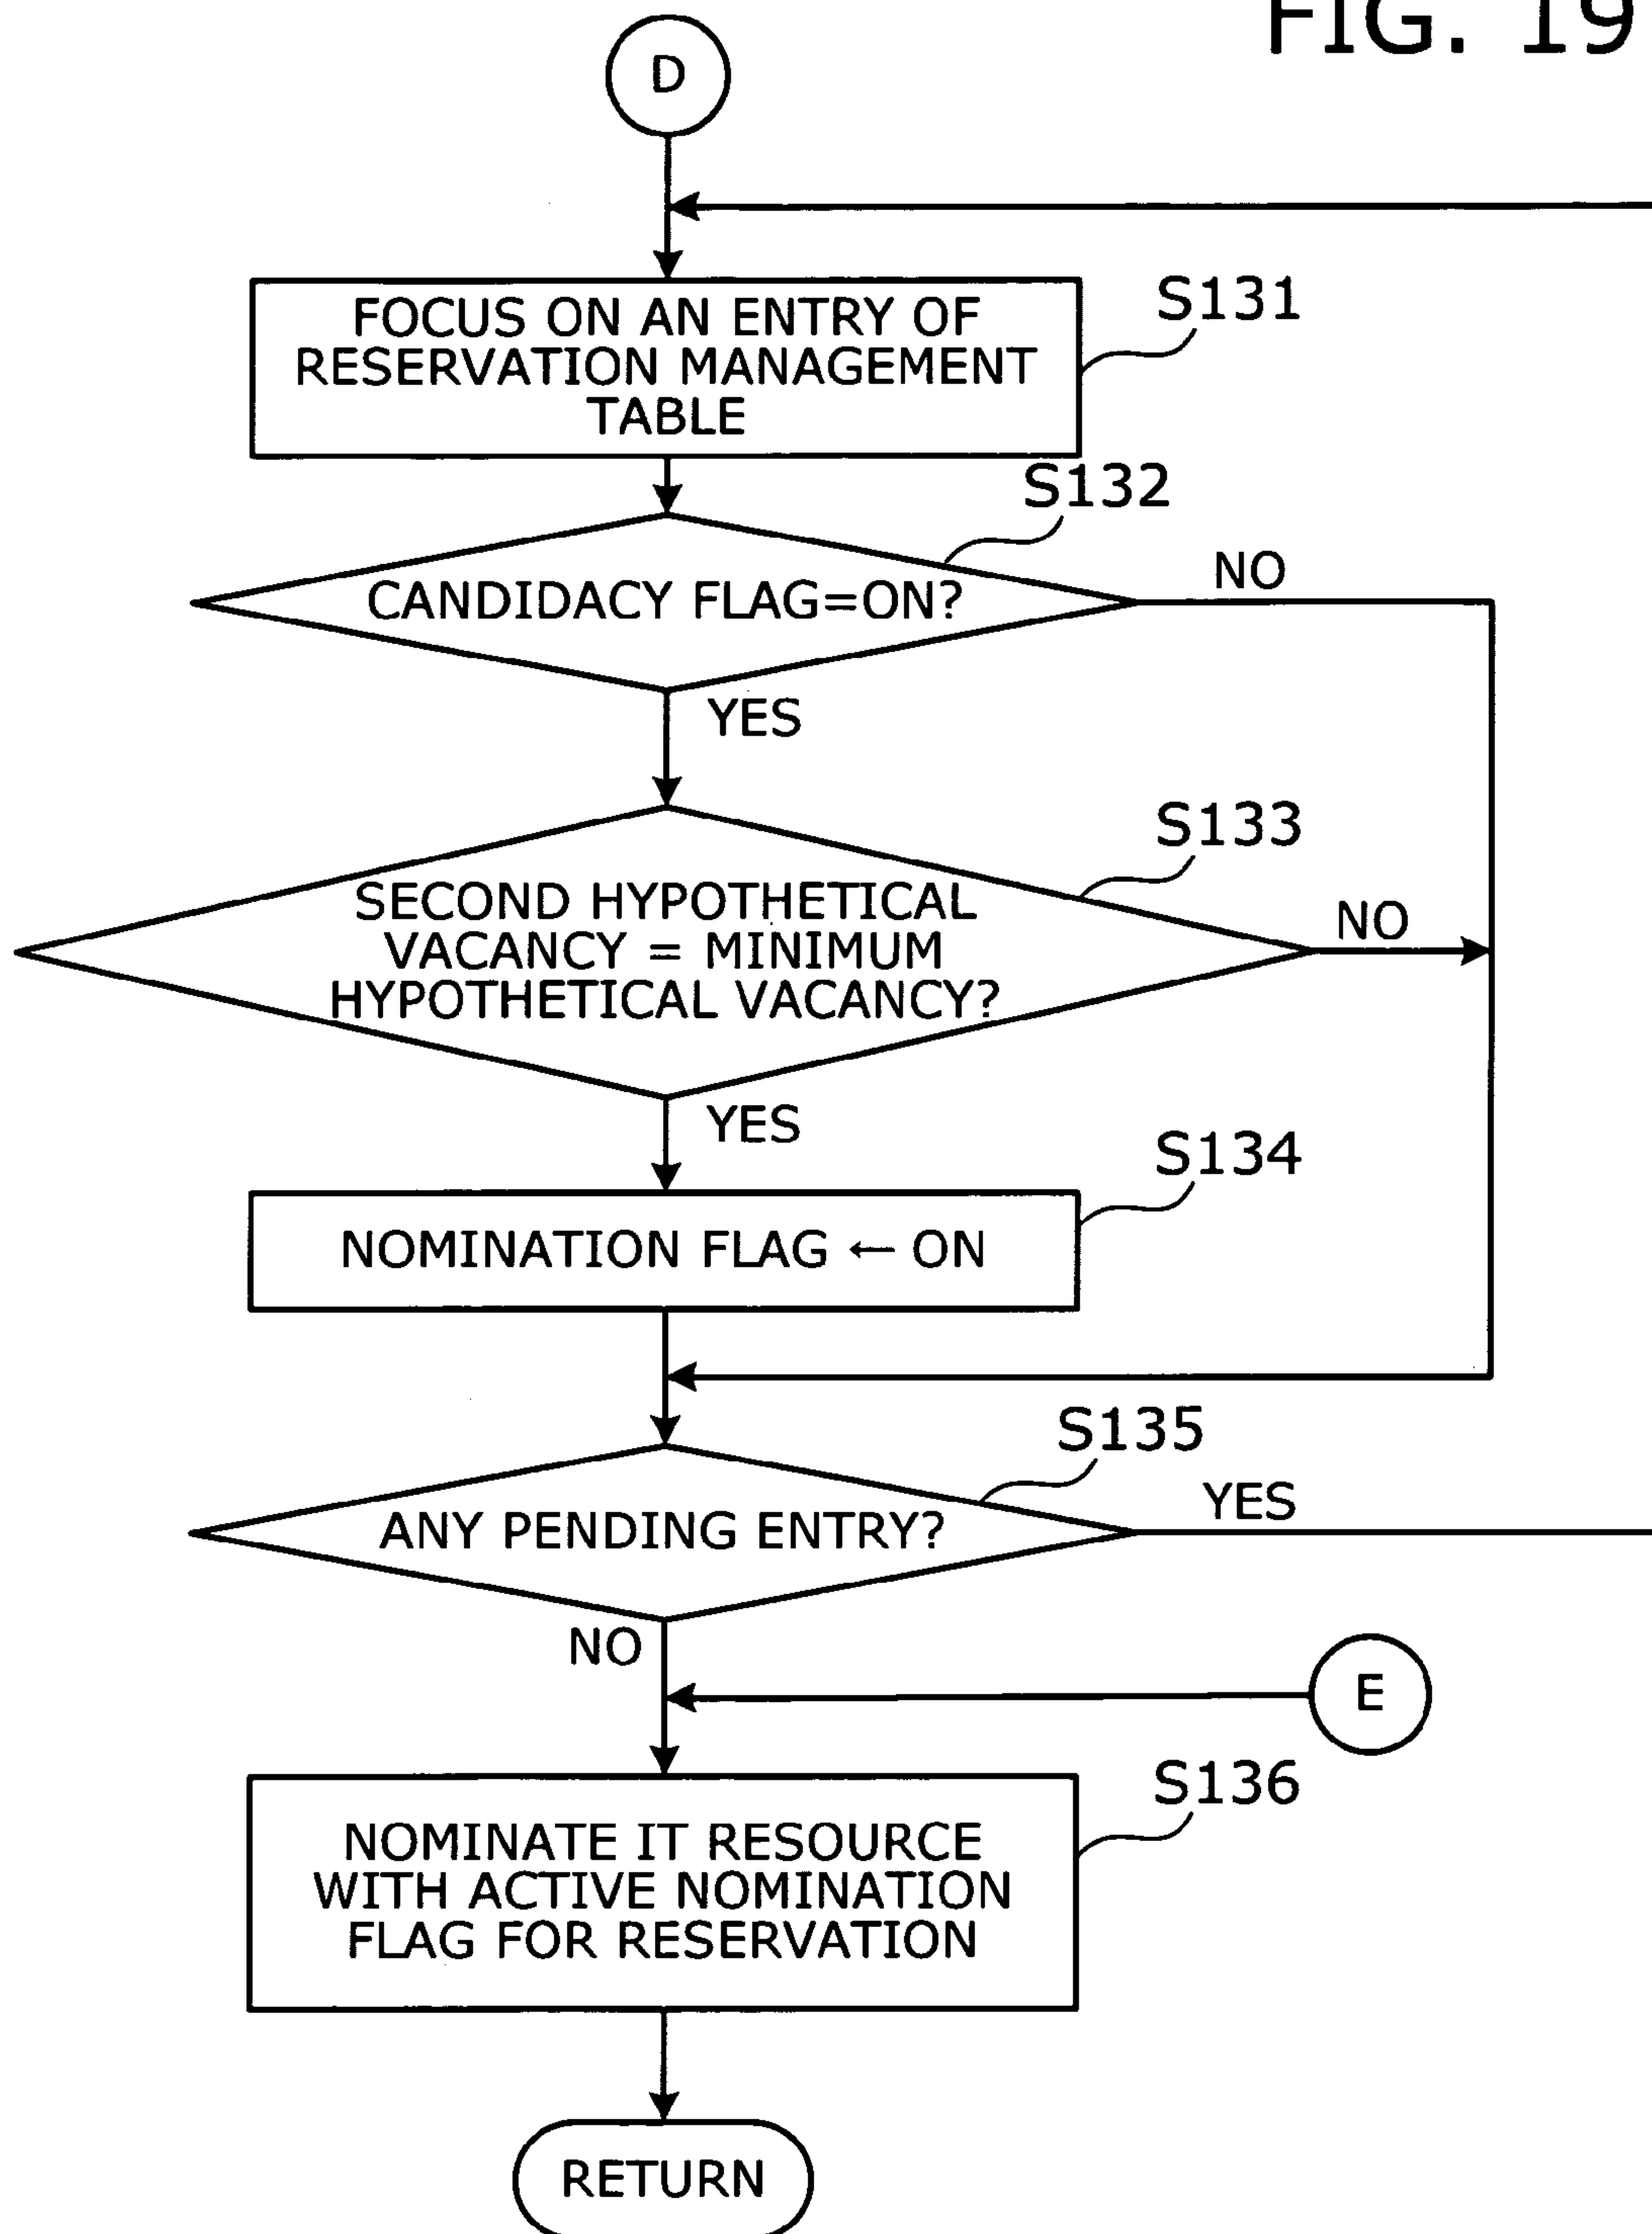 FIG. 19
D
FOCUS ON AN ENTRY OF
RESERVATION MANAGEMENT
TABLE
S131
S132
CANDIDACY FLAG=ON?
NO
YES
S133
SECOND HYPOTHETICAL
VACANCY = MINIMUM
HYPOTHETICAL VACANCY?
NO
YES
S134
NOMINATION FLAG ← ON
S135
ANY PENDING ENTRY?
YES
NO
E
S136
NOMINATE IT RESOURCE
WITH ACTIVE NOMINATION
FLAG FOR RESERVATION
RETURN